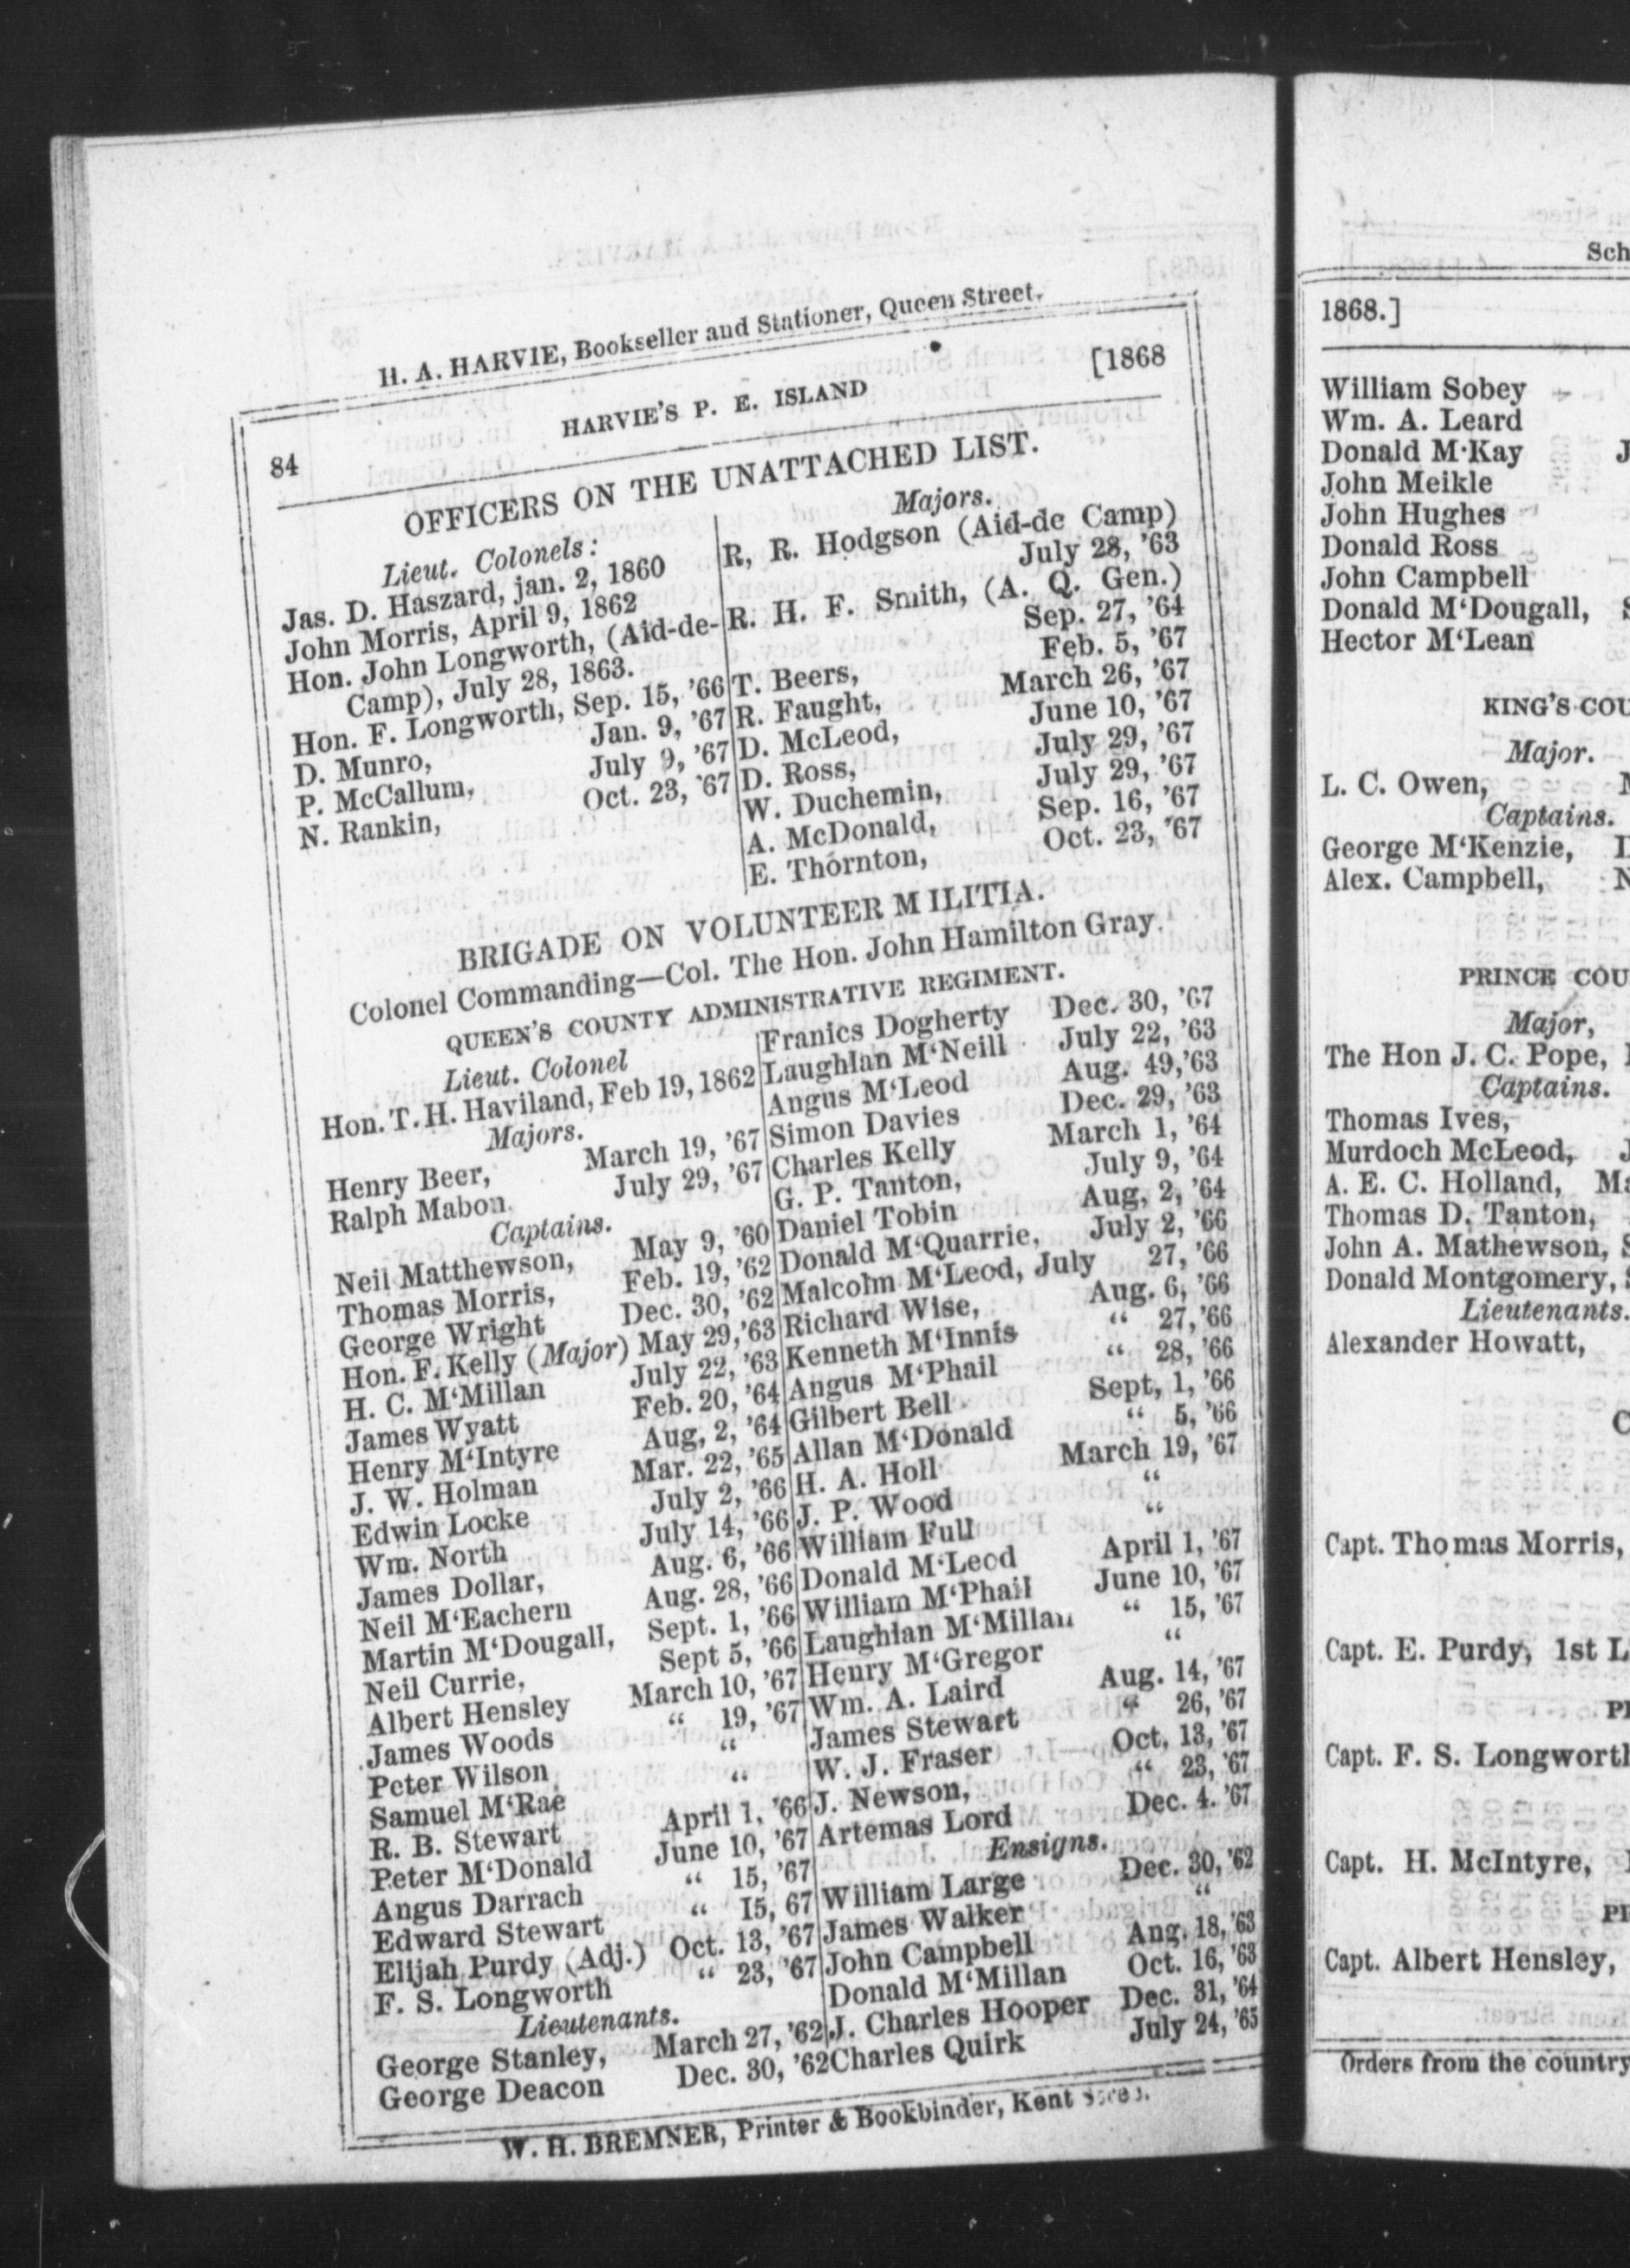 H. A. HARVIE, Bookseller and Stationer, Queen Street.
84 HARVIE'S P. E. ISLAND [1868
OFFICERS ON THE UNATTACHED LIST.
Lieut. Colonels:
Jas. D. Haszard, jan. 2, 1860
John Morris, April 9, 1862
Hon. John Longworth, (Aid-de-
Camp), July 28, 1863.
Hon. F. Longworth, Sep. 15, '66
D. Munro, Jan. 9, '67
P. McCallum, July 9, '67
N. Rankin, Oct. 23, '67
Majors.
R, R. Hodgson (Aid-de Camp)
July 28, '63
R. H. F. Smith, (A. Q. Gen.)
Sep. 27, '64
T. Beers, Feb. 5, '67
R. Faught, March 26, '67
D. McLeod, June 10, '67
D. Ross, July 29, '67
W. Duchemin, July 29, '67
A. McDonald, Sep. 16, '67
E. Thornton, Oct. 23, '67
BRIGADE ON VOLUNTEER MILITIA.
Colonel Commanding—Col. The Hon. John Hamilton Gray.
QUEEN'S COUNTY ADMINISTRATIVE REGIMENT.
Lieut. Colonel
Hon. T. H. Haviland, Feb 19, 1862
Majors.
Henry Beer, March 19, '67
Ralph Mabon. July 29, '67
Captains.
Neil Matthewson, May 9, '60
Thomas Morris, Feb. 19, '62
George Wright Dec. 30, '62
Hon. F. Kelly (Major) May 29,'63
H. C. M'Millan July 22, '63
James Wyatt Feb. 20, '64
Henry M'Intyre Aug, 2, '64
J. W. Holman Mar. 22, '65
Edwin Locke July 2, '66
Wm. North July 14, '66
James Dollar, Aug. 6, '66
Neil M'Eachern Aug. 28, '66
Martin M'Dougall, Sept. 1, '66
Neil Currie, Sept 5, '66
Albert Hensley March 10, '67
James Woods " 19, '67
Peter Wilson "
Samuel M'Rae "
R. B. Stewart April 1, '66
Peter M'Donald June 10, '67
Angus Darrach " 15, '67
Edward Stewart " I5, 67
Elijah Purdy (Adj.) Oct. 13, '67
F. S. Longworth " 23, '67
Lieutenants.
George Stanley, March 27, '62
George Deacon Dec. 30, '62
Franics Dogherty Dec. 30, '67
Laughlan M'Neill July 22, '63
Angus M'Leod Aug. 49,'63
Simon Davies Dec. 29, '63
Charles Kelly March 1, '64
G. P. Tanton, July 9, '64
Daniel Tobin Aug, 2, '64
Donald M'Quarrie, July 2, '66
Malcolm M'Leod, July 27, '66
Richard Wise, Aug. 6, '66
Kenneth M'Innis " 27, '66
Angus M'Phail " 28, '66
Gilbert Bell Sept, 1, '66
Allan M'Donald " 5, '66
H. A. Holl March 19, '67
J. P. Wood "
William Full "
Donald M'Leod April 1, '67
William M'Phail June 10, '67
Laughlan M'Millan " 15, '67
Henry M'Gregor "
Wm. A. Laird Aug. 14, '67
James Stewart " 26, '67
W. J. Fraser Oct, 13, '67
J. Newson, " 23, '67
Artemas Lord Dec. 4. '67
Ensigns.
William Large Dec. 30, '62
James Walker "
John Campbell Aug. 18, '63
Donald M'Millan Oct. 16, '63
J. Charles Hooper Dec. 31, '64
Charles Quirk July 24, '65
W. H. BREMNER, Printer & Bookbinder, Kent
Sch
1868.]
William Sobey
Wm. A. Leard
Donald M'Kay J
John Meikle
John Hughes
Donald Ross
John Campbell
Donald M'Dougall, S
Hector M'Lean
KING'S COU
Major.
L. C. Owen, M
Captains.
George M'Kenzie, D
Alex. Campbell, N
PRINCE COU
Major,
The Hon J. C. Pope,
Captains.
Thomas Ives,
Murdoch McLeod, J
A. E. C. Holland, Ma
Thomas D. Tanton,
John A. Mathewson, S
Donald Montgomery, S
Lieutenants.
Alexander Howatt,
C
Capt. Thomas Morris,
Capt. E. Purdy, 1st L
PR
Capt. F. S. Longworth
Capt. H. McIntyre,
PR
Capt. Albert Hensley,
Orders from the country